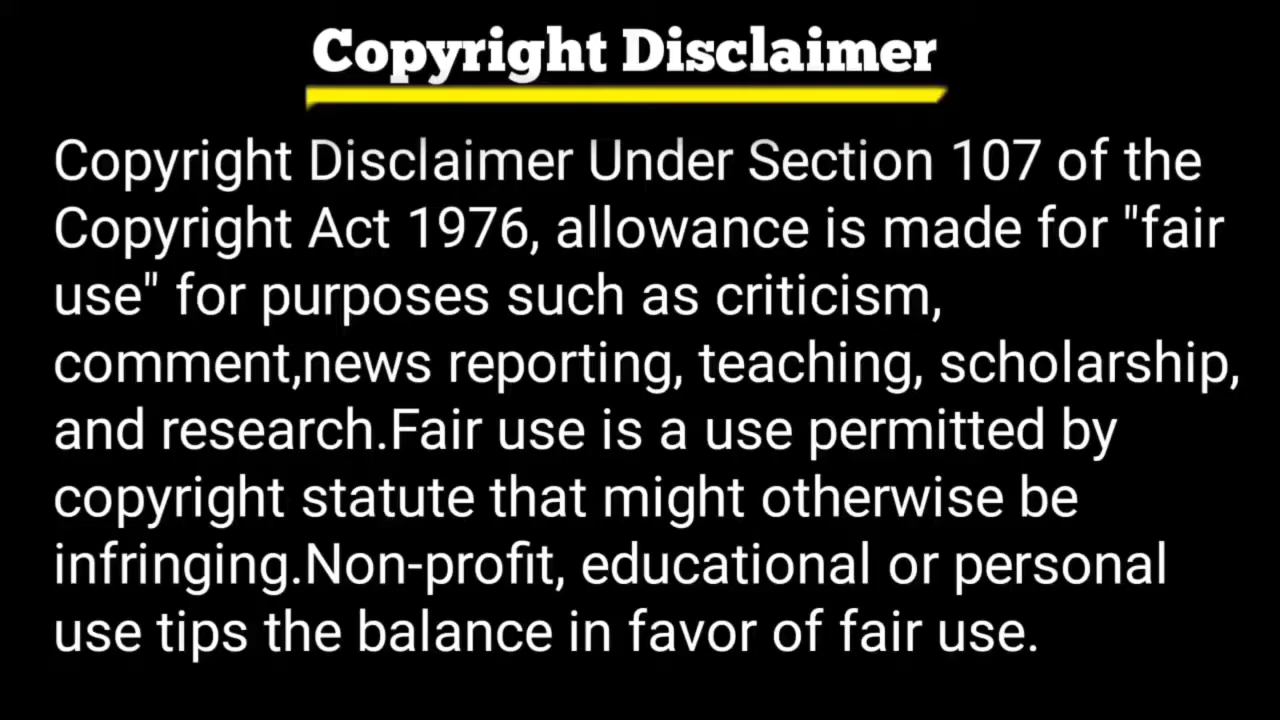 Copyright Disclaimer
Copyright Disclaimer Under Section 107 of the
Copyright Act 1976, allowance is made for "fair
use" for purposes such as criticism,
comment,news reporting, teaching, scholarship,
and research.Fair use is a use permitted by
copyright statute that might otherwise be
infringing.Non-profit, educational or personal
use tips the balance in favor of fair use.